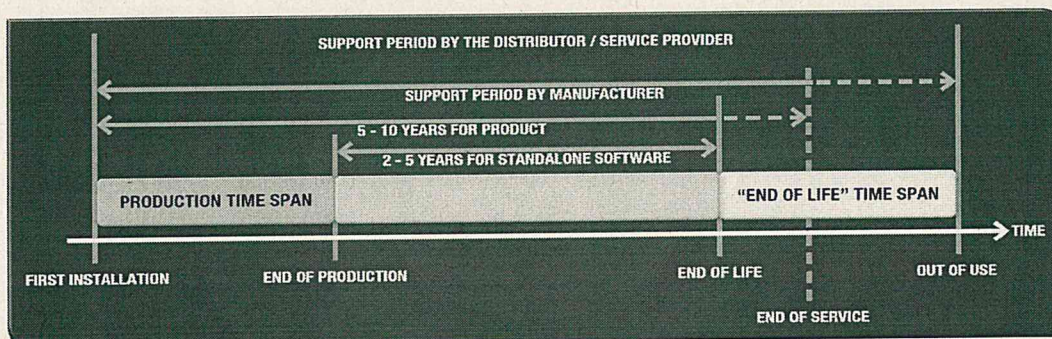 SUPPORT PERIOD BY THE DISTRIBUTOR / SERVICE PROVIDER
SUPPORT PERIOD BY MANUFACTURER
5 - 10 YEARS FOR PRODUCT
2 - 5 YEARS FOR STANDALONE SOFTWARE
PRODUCTION TIME SPAN
“END OF LIFE” TIME SPAN
TIME
FIRST INSTALLATION
END OF PRODUCTION
END OF LIFE
OUT OF USE
END OF SERVICE